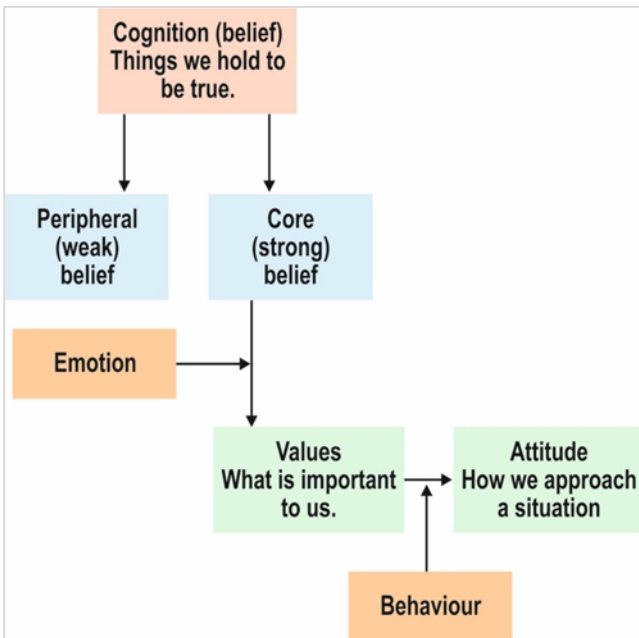 Cognition (belief)
Things we hold to
be true.
Peripheral
(weak)
belief
Core
(strong)
belief
Emotion
Values
What is important
to us.
Attitude
How we approach
a situation
Behaviour